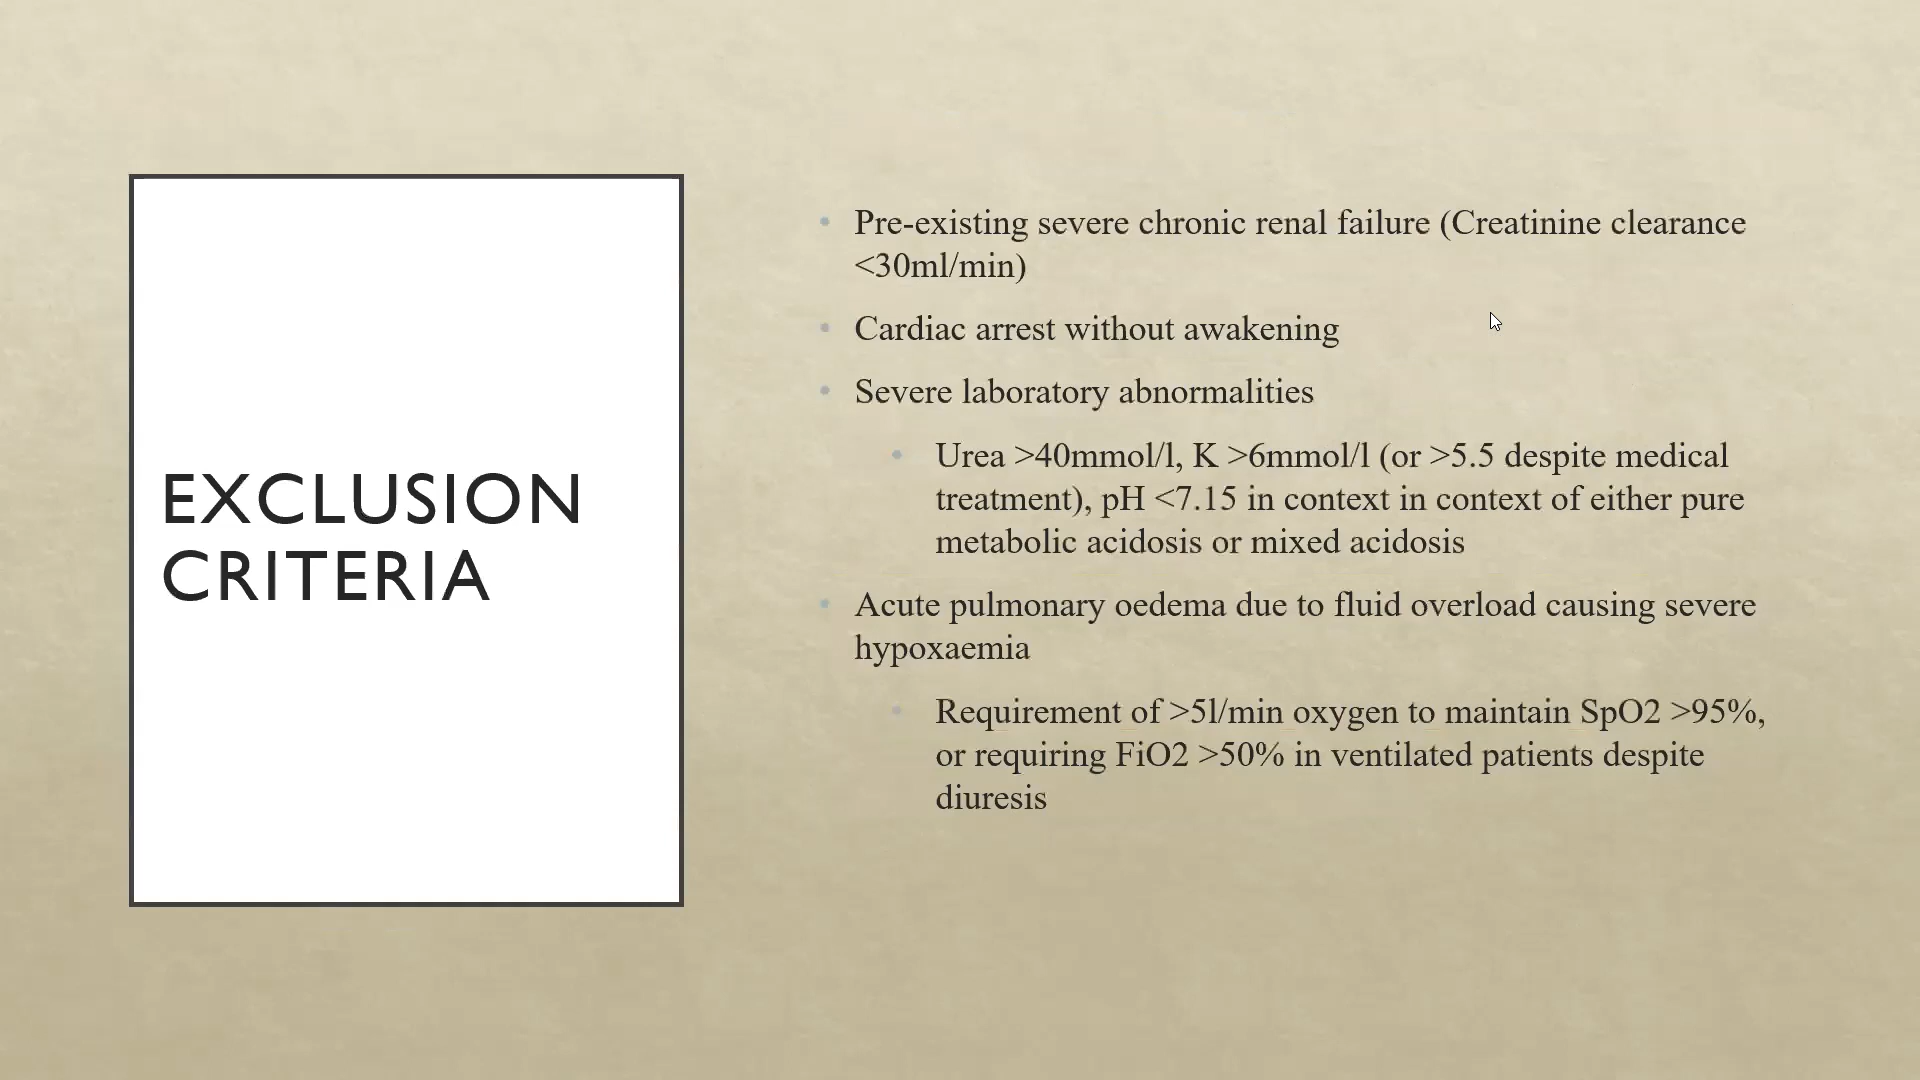 EXCLUSION
CRITERIA
• Pre-existing severe chronic renal failure (Creatinine clearance
<30ml/min)
• Cardiac arrest without awakening
• Severe laboratory abnormalities
• Urea >40mmol/l, K >6mmol/l (or >5.5 despite medical
treatment), pH <7.15 in context in context of either pure
metabolic acidosis or mixed acidosis
• Acute pulmonary oedema due to fluid overload causing severe
hypoxaemia
• Requirement of >5l/min oxygen to maintain SpO2 >95%,
or requiring FiO2 >50% in ventilated patients despite
diuresis